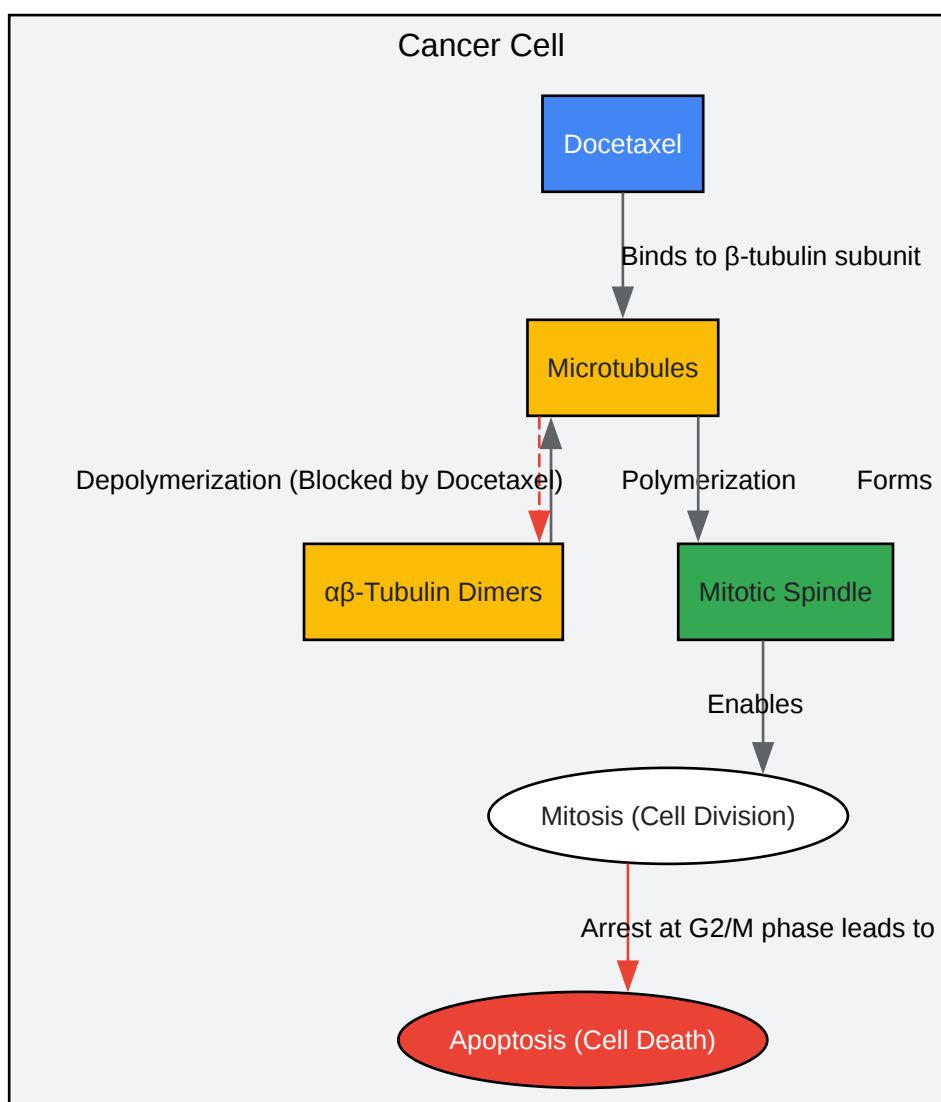 Cancer Cell
Docetaxel
Binds to β-tubulin subunit
Microtubules
Depolymerization (Blocked by Docetaxel)
Polymerization
Forms
αβ-Tubulin Dimers
Mitotic Spindle
Enables
Mitosis (Cell Division)
Arrest at G2/M phase leads to
Apoptosis (Cell Death)